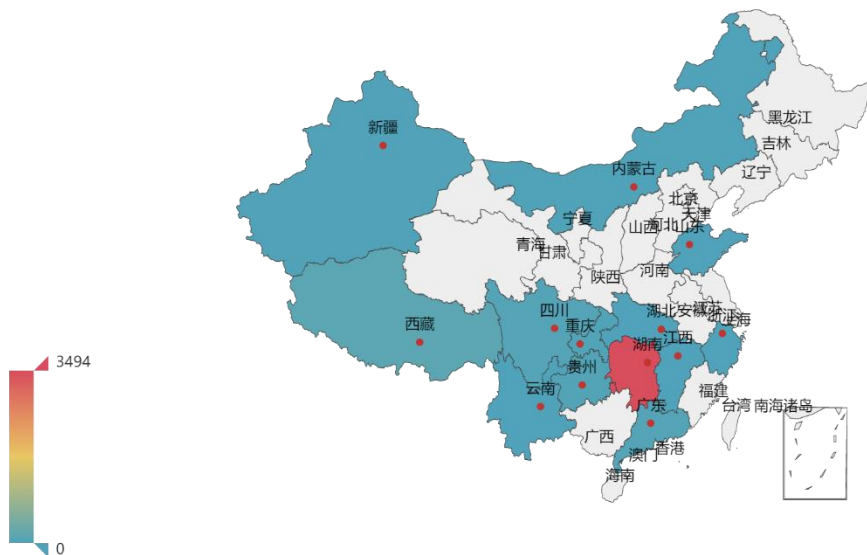 黑龙江
新疆
吉林
内蒙古
辽宁
北京
天津
宁夏
山西
河北
山东
青海
甘肃
河南
陕西
四川
湖北
安徽
江苏
浙江
上海
重庆
西藏
湖南
江西
3494
贵州
云南
福建
广东
台湾
南海诸岛
广西
香港
澳门
海南
0